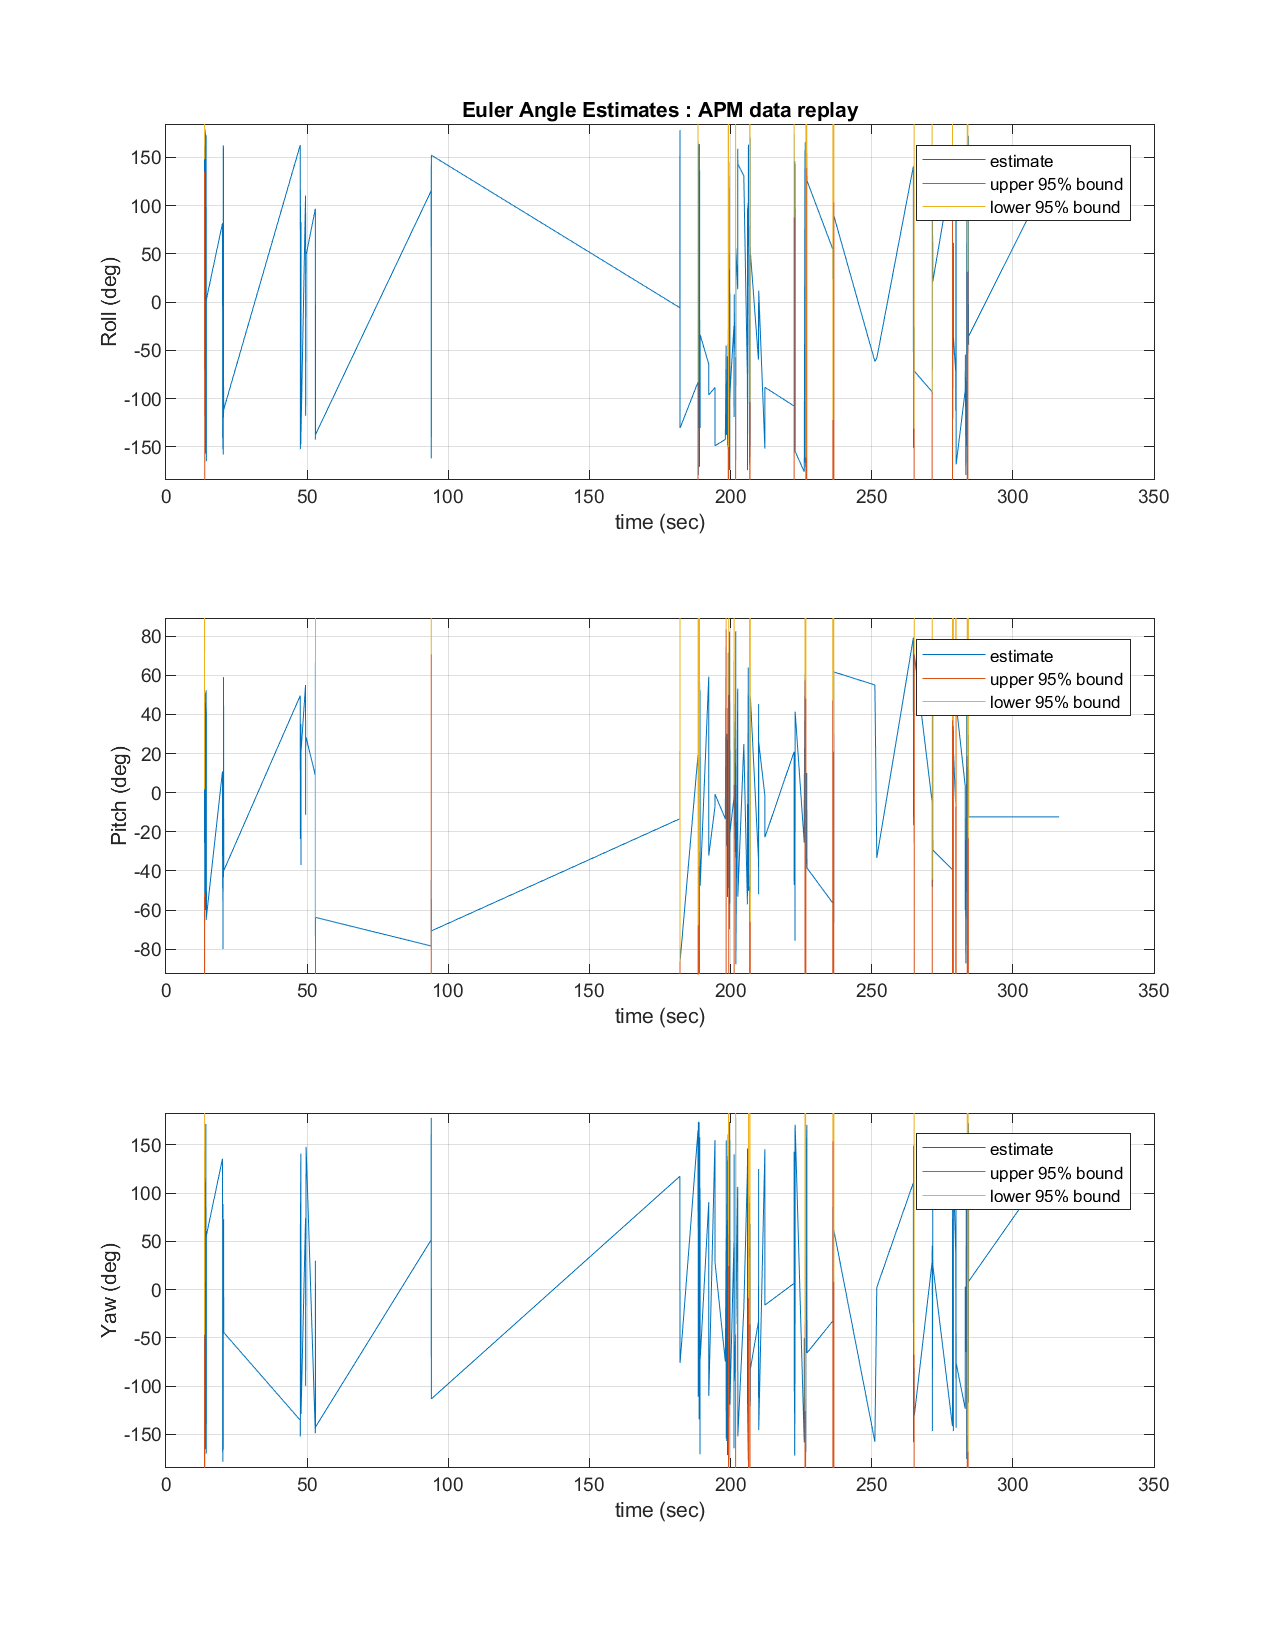 Euler Angle Estimates : APM data replay
150
100
50
0
-50
-100
-150
Roll (deg)
estimate
upper 95% bound
lower 95% bound
0 50 100 150 200 250 300 350
time (sec)
80
60
40
20
0
-20
-40
-60
-80
Pitch (deg)
estimate
upper 95% bound
lower 95% bound
0 50 100 150 200 250 300 350
time (sec)
150
100
50
0
-50
-100
-150
Yaw (deg)
estimate
upper 95% bound
lower 95% bound
0 50 100 150 200 250 300 350
time (sec)